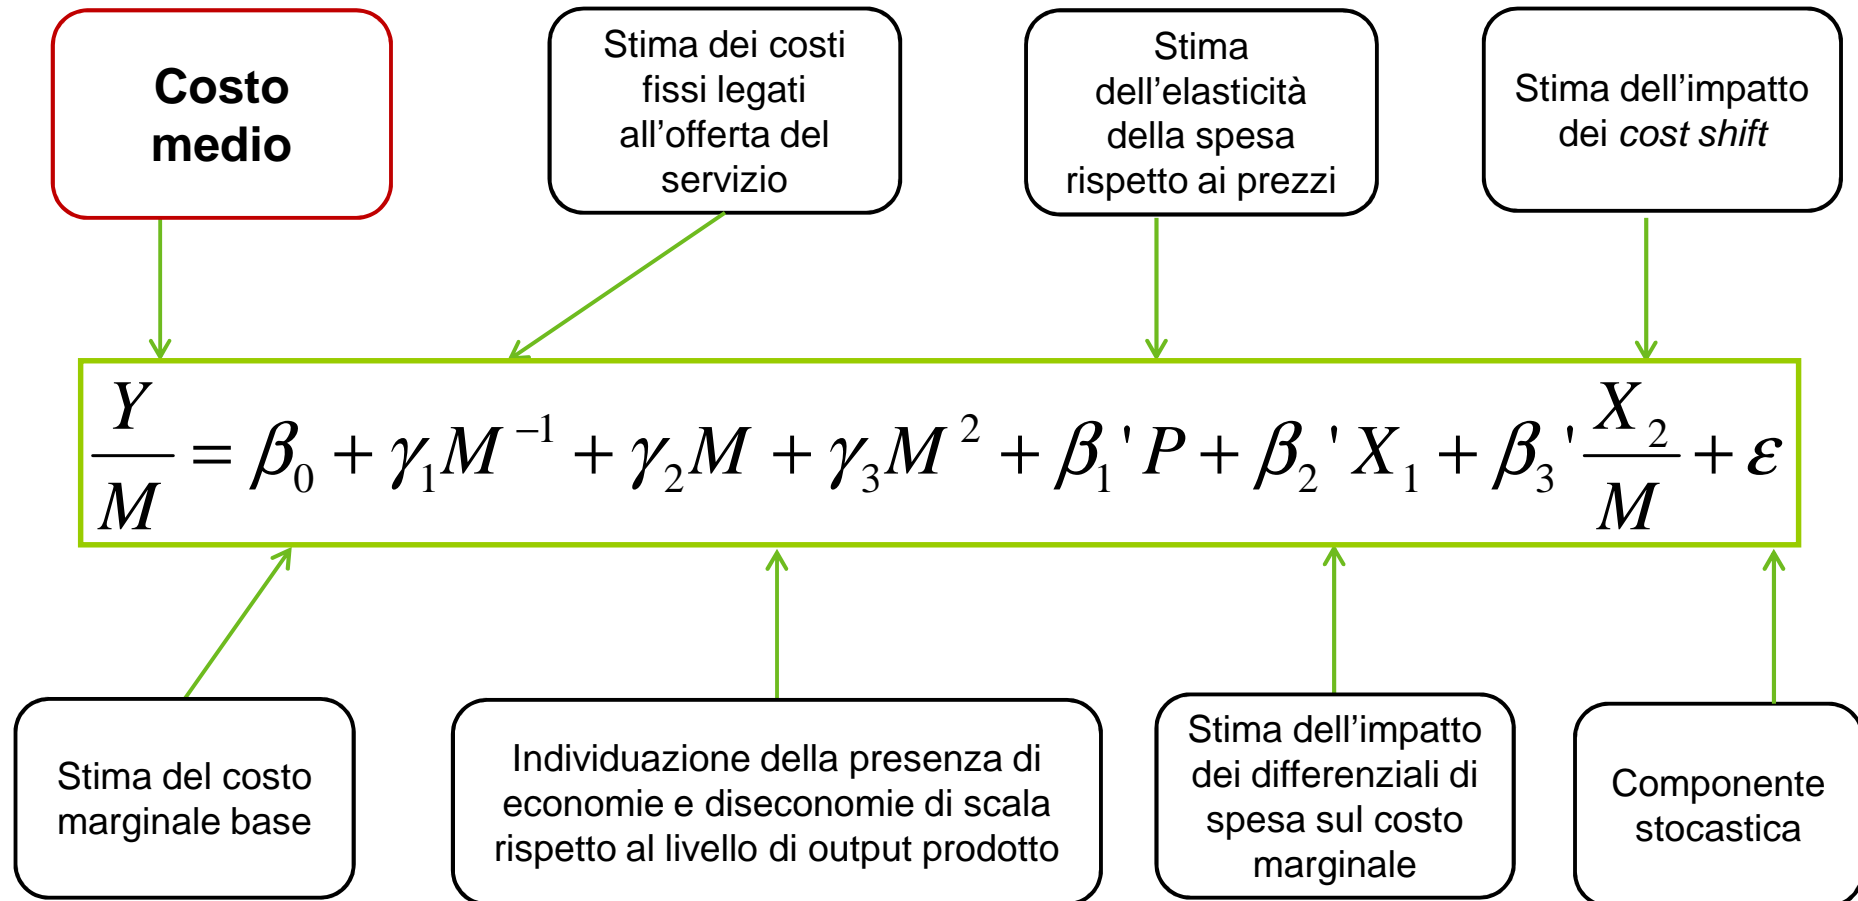 Costo
medio
Stima dei costi
fissi legati
all’offerta del
servizio
Stima
dell’elasticità
della spesa
rispetto ai prezzi
Stima dell’impatto
dei cost shift
Y/M = β₀ + γ₁M⁻¹ + γ₂M + γ₃M² + β₁'P + β₂'X₁ + β₃' X₂/M + ε
Stima del costo
marginale base
Individuazione della presenza di
economie e diseconomie di scala
rispetto al livello di output prodotto
Stima dell’impatto
dei differenziali di
spesa sul costo
marginale
Componente
stocastica